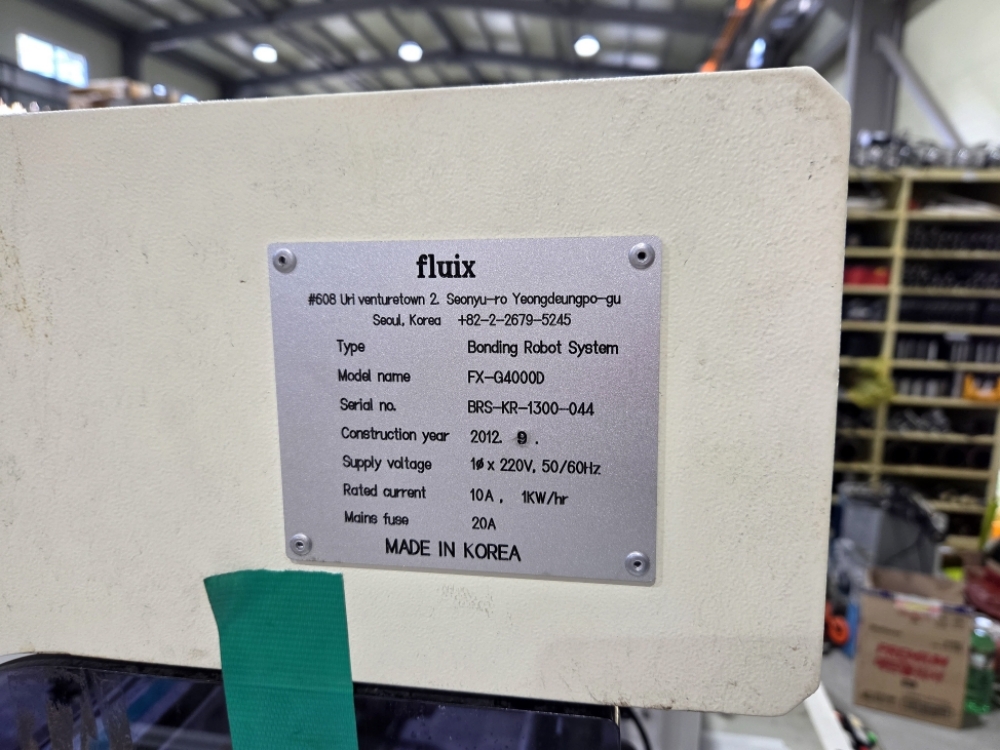 fluix
#608 Uri venturetown 2. Seonyu-ro Yeongdeungpo-gu
Seoul, Korea +82-2-2679-5245
Type Bonding Robot System
Model name FX-G4000D
Serial no. BRS-KR-1300-044
Construction year 2012. 9 .
Supply voltage 1ø x 220V, 50/60Hz
Rated current 10A , 1KW/hr
Mains fuse 20A
MADE IN KOREA
PREMIUM